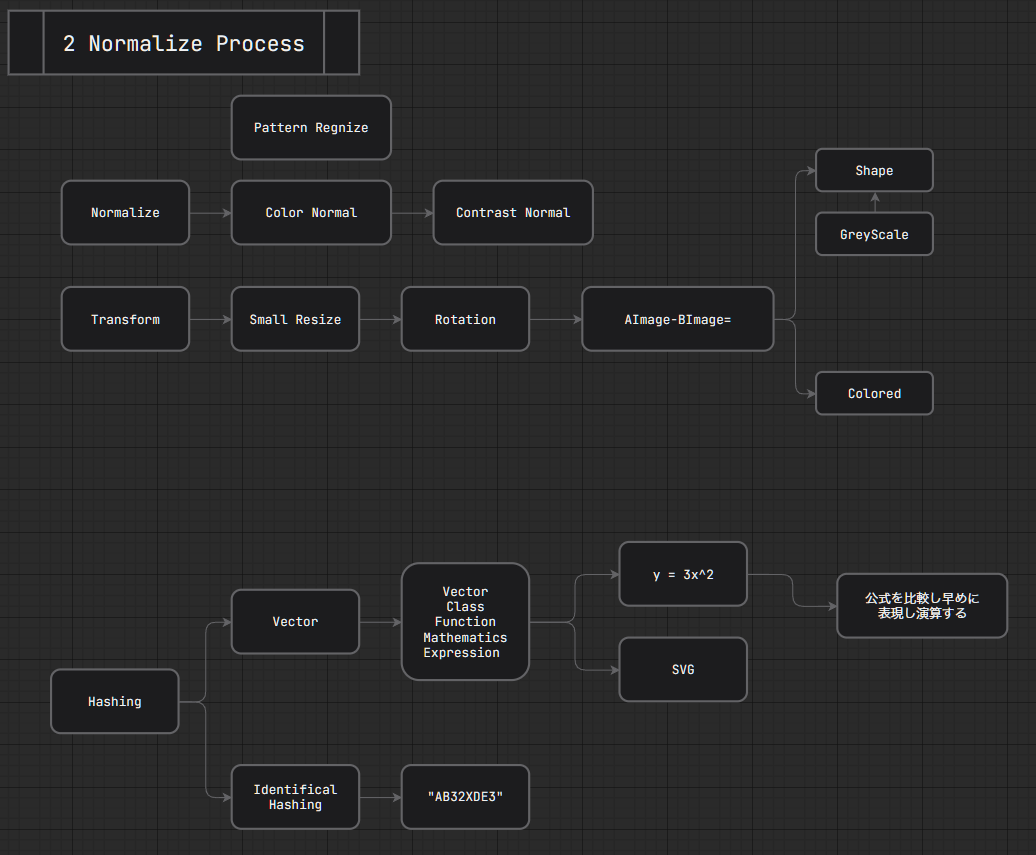 2 Normalize Process
Pattern Regnize
Normalize
Color Normal
Contrast Normal
Shape
GreyScale
Transform
Small Resize
Rotation
AImage-BImage=
Colored
Hashing
Vector
Vector
Class
Function
Mathematics
Expression
y = 3x^2
公式を比較し早めに
表現し演算する
SVG
Identifical
Hashing
"AB32XDE3"